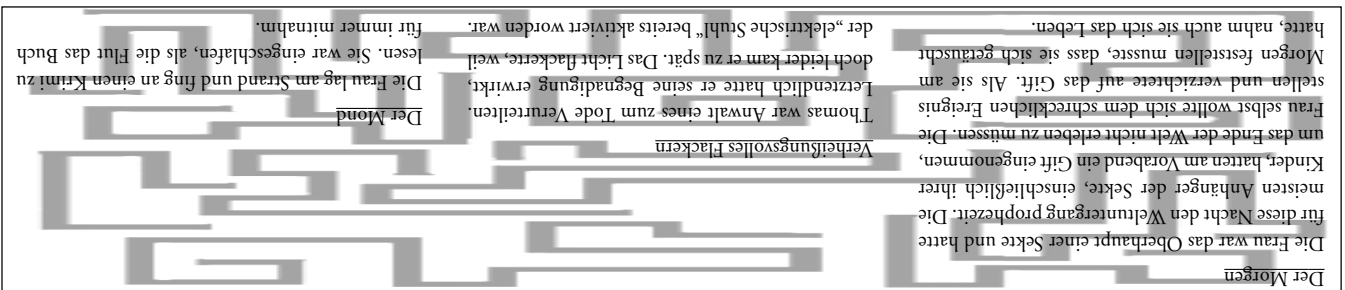 Der Morgen
Die Frau war das Oberhaupt einer Sekte und hatte
für diese Nacht den Weltuntergang prophezeit. Die
meisten Anhänger der Sekte, einschließlich ihrer
Kinder, hatten am Vorabend ein Gift eingenommen,
um das Ende der Welt nicht erleben zu müssen. Die
Frau selbst wollte sich dem schrecklichen Ereignis
stellen und verzichtete auf das Gift. Als sie am
Morgen feststellen musste, dass sie sich getäuscht
hatte, nahm auch sie sich das Leben.
Verheißungsvolles Flackern
Thomas war Anwalt eines zum Tode Verurteilten.
Letztendlich hatte er seine Begnadigung erwirkt,
doch leider kam er zu spät. Das Licht flackerte, weil
der „elektrische Stuhl“ bereits aktiviert worden war.
Der Mond
Die Frau lag am Strand und fing an einen Krimi zu
lesen. Sie war eingeschlafen, als die Flut das Buch
für immer mitnahm.